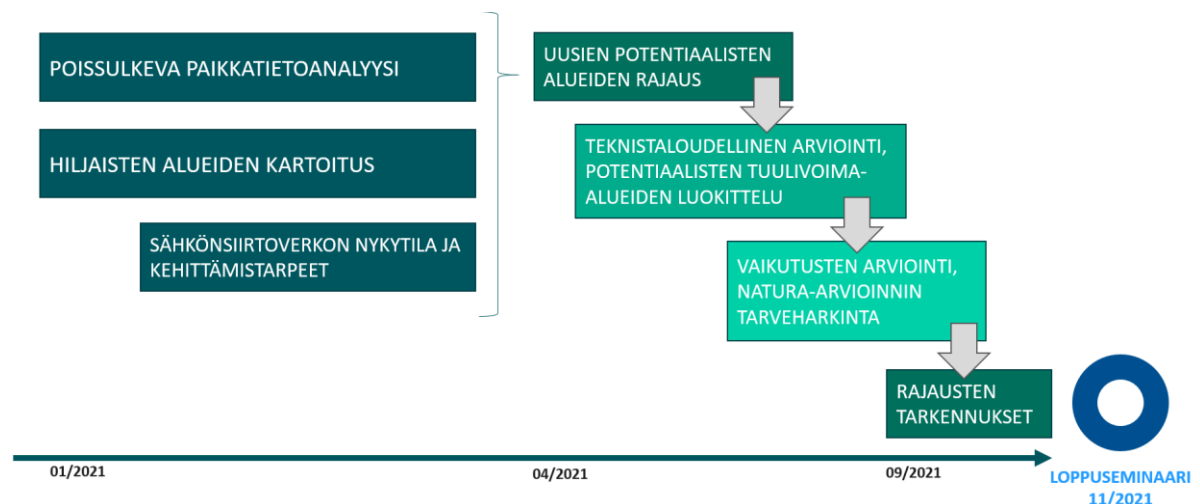 POISSULKEVA PAIKKATIETOANALYYSI
HILJAISTEN ALUEIDEN KARTOITUS
SÄHKÖNSIIRTOVERKON NYKYTILA JA
KEHITTÄMISTARPEET
UUSIEN POTENTIAALISTEN
ALUEIDEN RAJAUS
TEKNISTALOUDELLINEN ARVIOINTI,
POTENTIAALISTEN TUULIVOIMA-
ALUEIDEN LUOKITTELU
VAIKUTUSTEN ARVIOINTI,
NATURA-ARVIOINNIN
TARVEHARKINTA
RAJAUSTEN
TARKENNUKSET
01/2021
04/2021
09/2021
LOPPUSEMINAARI
11/2021